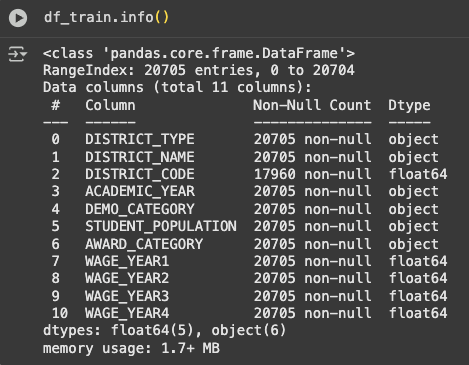 df_train.info()
<class 'pandas.core.frame.DataFrame'>
RangeIndex: 20705 entries, 0 to 20704
Data columns (total 11 columns):
 #   Column              Non-Null Count  Dtype
---  ------              --------------  -----
 0   DISTRICT_TYPE       20705 non-null  object
 1   DISTRICT_NAME       20705 non-null  object
 2   DISTRICT_CODE       17960 non-null  float64
 3   ACADEMIC_YEAR       20705 non-null  object
 4   DEMO_CATEGORY       20705 non-null  object
 5   STUDENT_POPULATION  20705 non-null  object
 6   AWARD_CATEGORY      20705 non-null  object
 7   WAGE_YEAR1          20705 non-null  float64
 8   WAGE_YEAR2          20705 non-null  float64
 9   WAGE_YEAR3          20705 non-null  float64
 10  WAGE_YEAR4          20705 non-null  float64
dtypes: float64(5), object(6)
memory usage: 1.7+ MB